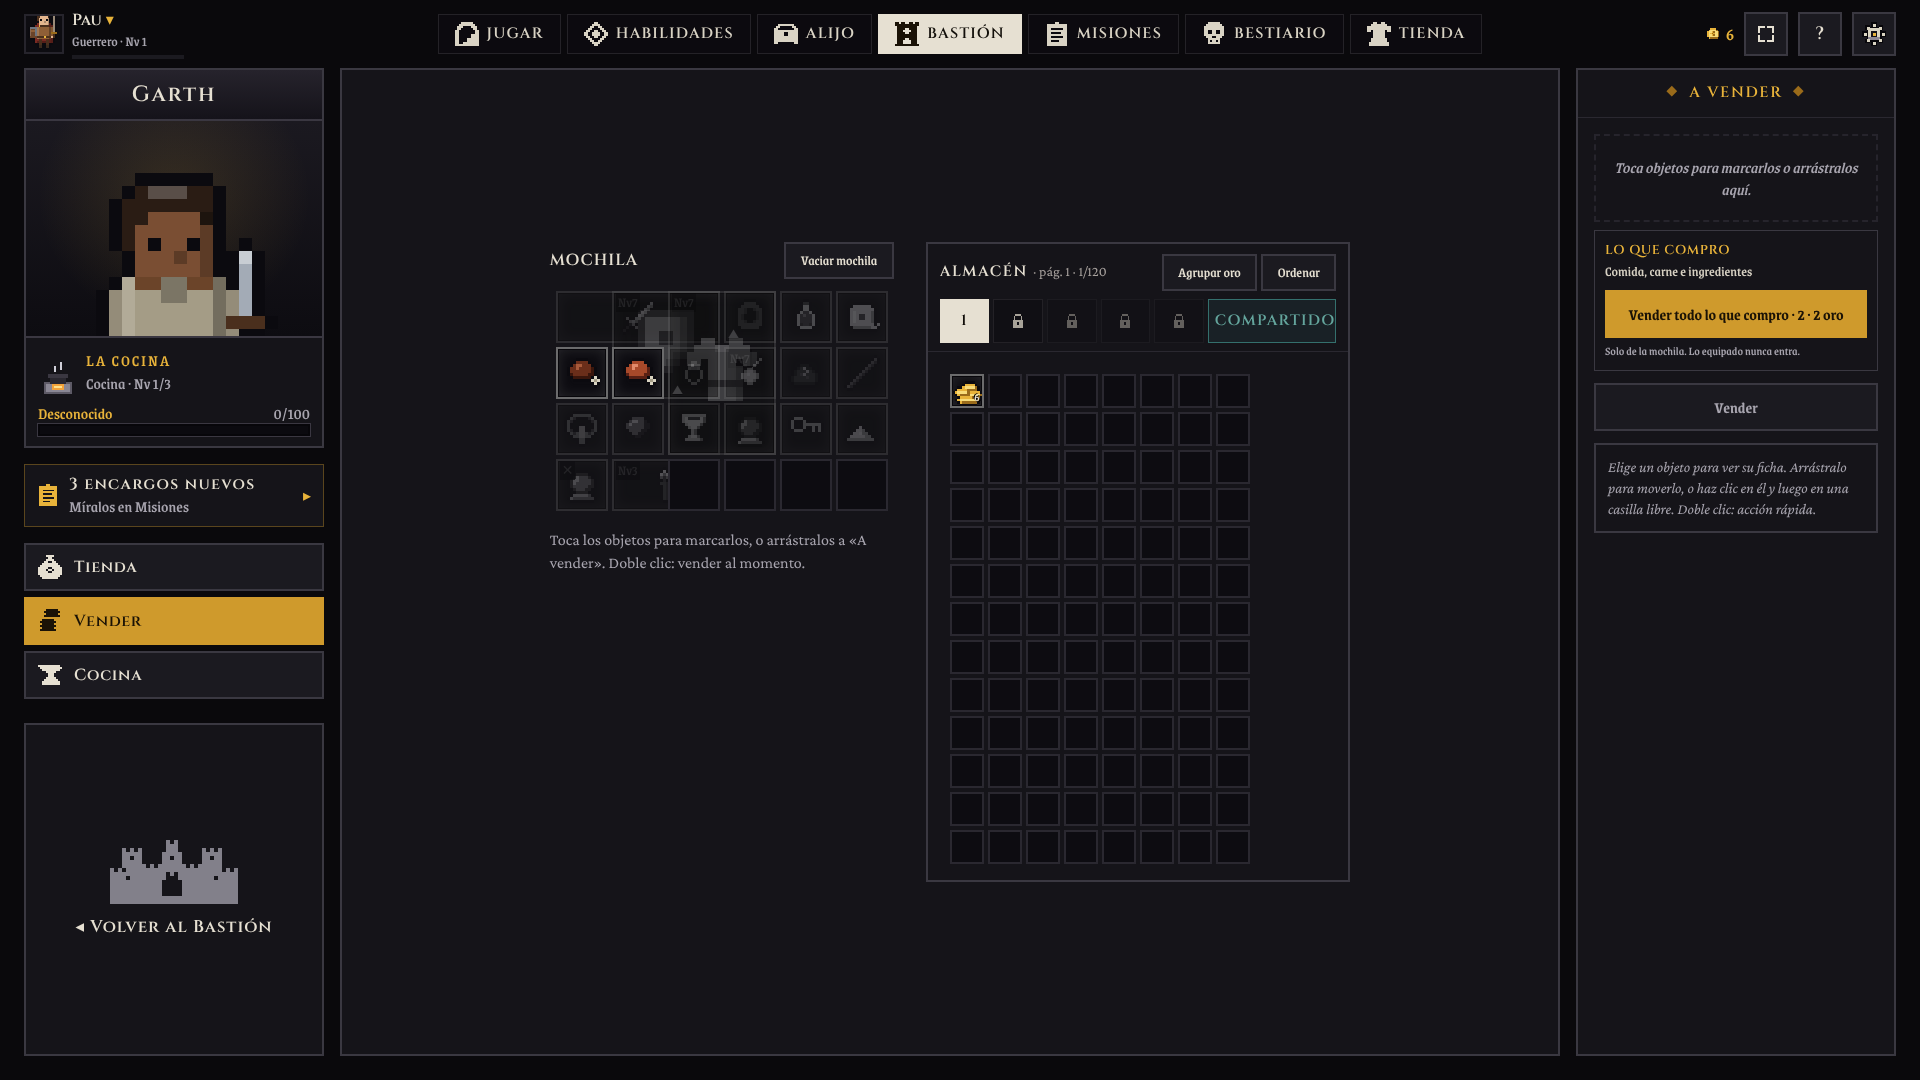 Pau ▾
Guerrero · Nv 1
JUGAR
HABILIDADES
ALIJO
BASTIÓN
MISIONES
BESTIARIO
TIENDA
6
?
Garth
LA COCINA
Cocina · Nv 1/3
Desconocido 0/100
3 ENCARGOS NUEVOS
Míralos en Misiones
Tienda
Vender
Cocina
◂ Volver al Bastión
MOCHILA
Vaciar mochila
Nv7
Nv7
Nv7
Nv3
Toca los objetos para marcarlos, o arrástralos a «A
vender». Doble clic: vender al momento.
ALMACÉN · pág. 1 · 1/120
Agrupar oro
Ordenar
1
COMPARTIDO
6
◆ A VENDER ◆
Toca objetos para marcarlos o arrástralos
aquí.
LO QUE COMPRO
Comida, carne e ingredientes
Vender todo lo que compro · 2 · 2 oro
Solo de la mochila. Lo equipado nunca entra.
Vender
Elige un objeto para ver su ficha. Arrástralo
para moverlo, o haz clic en él y luego en una
casilla libre. Doble clic: acción rápida.